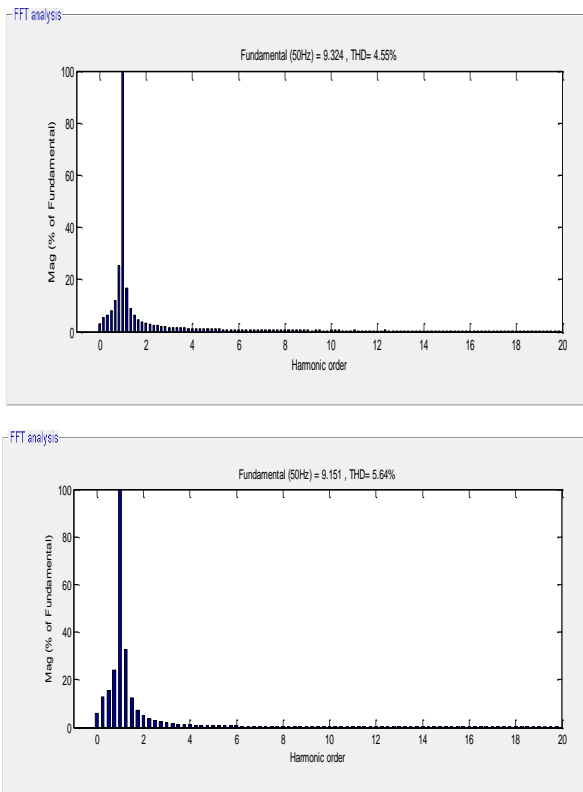 FFT analysis
Fundamental (50Hz) = 9.324 , THD= 4.55%
Mag (% of Fundamental)
100
80
60
40
20
0
0 2 4 6 8 10 12 14 16 18 20
Harmonic order
FFT analysis
Fundamental (50Hz) = 9.151 , THD= 5.64%
Mag (% of Fundamental)
100
80
60
40
20
0
0 2 4 6 8 10 12 14 16 18 20
Harmonic order